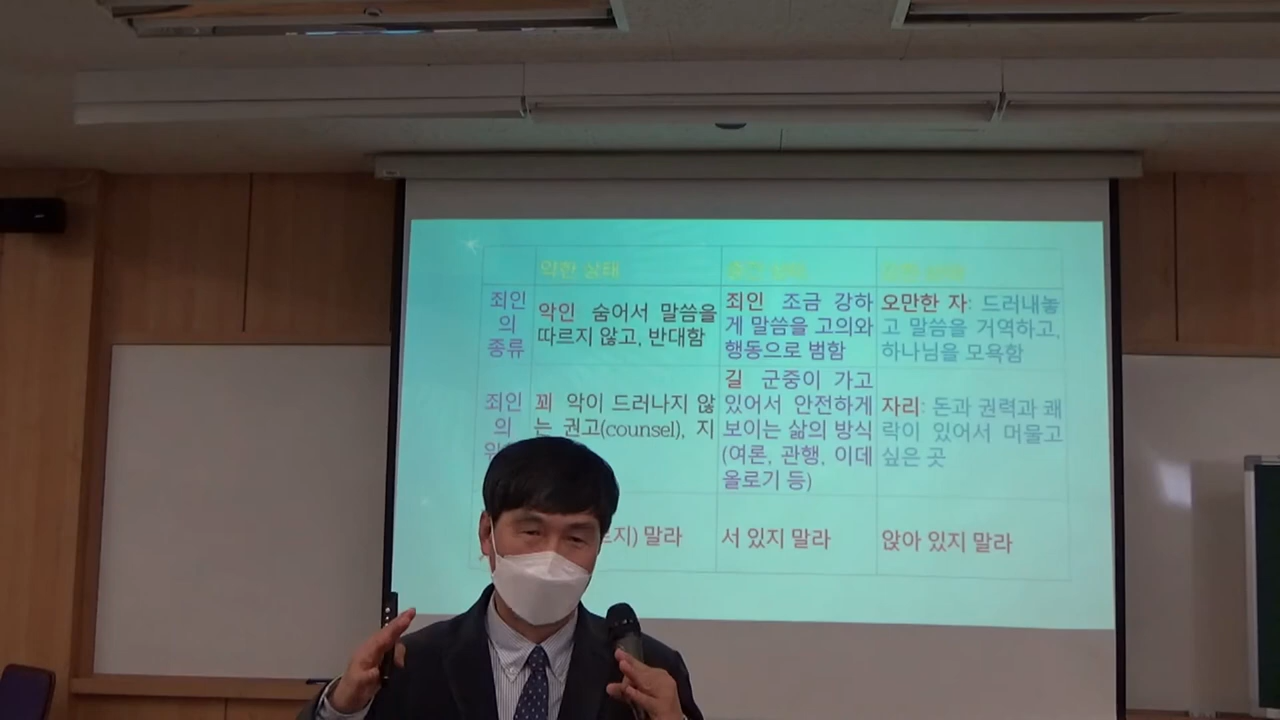 약한 상태
죄인
의
종류
악인 숨어서 말씀을
따르지 않고, 반대함
죄인 조금 강하
게 말씀을 고의와
행동으로 범함
오만한 자: 드러내놓
고 말씀을 거역하고,
하나님을 모욕함
죄인
의
꾀 악이 드러나지 않
는 권고(counsel), 지
길 군중이 가고
있어서 안전하게
보이는 삶의 방식
(여론, 관행, 이데
올로기 등)
자리: 돈과 권력과 쾌
락이 있어서 머물고
싶은 곳
말라
서 있지 말라
앉아 있지 말라